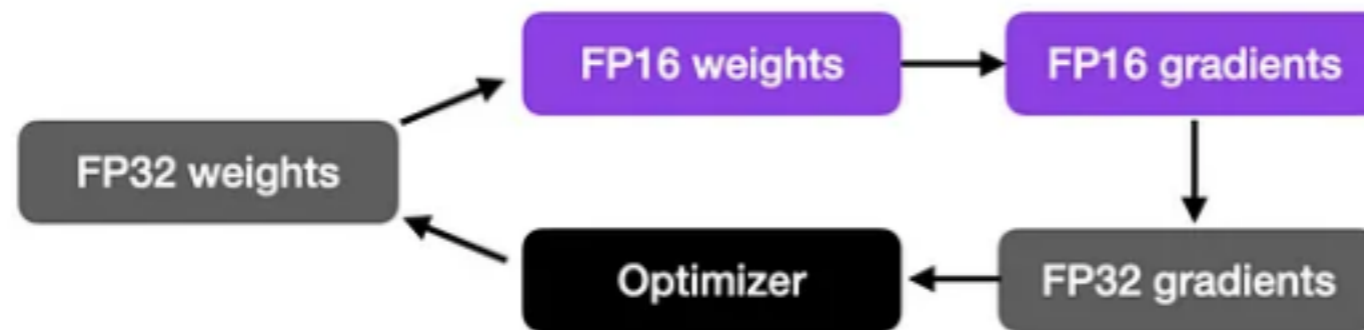 FP16 weights
FP16 gradients
FP32 weights
Optimizer
FP32 gradients